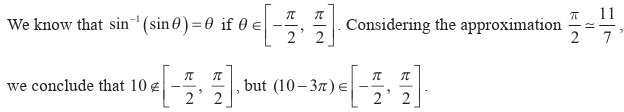 We know that sin⁻¹(sin θ) = θ if θ ∈ [−π/2, π/2]. Considering the approximation π/2 ≃ 11/7,
we conclude that 10 ∉ [−π/2, π/2], but (10 − 3π) ∈ [−π/2, π/2].